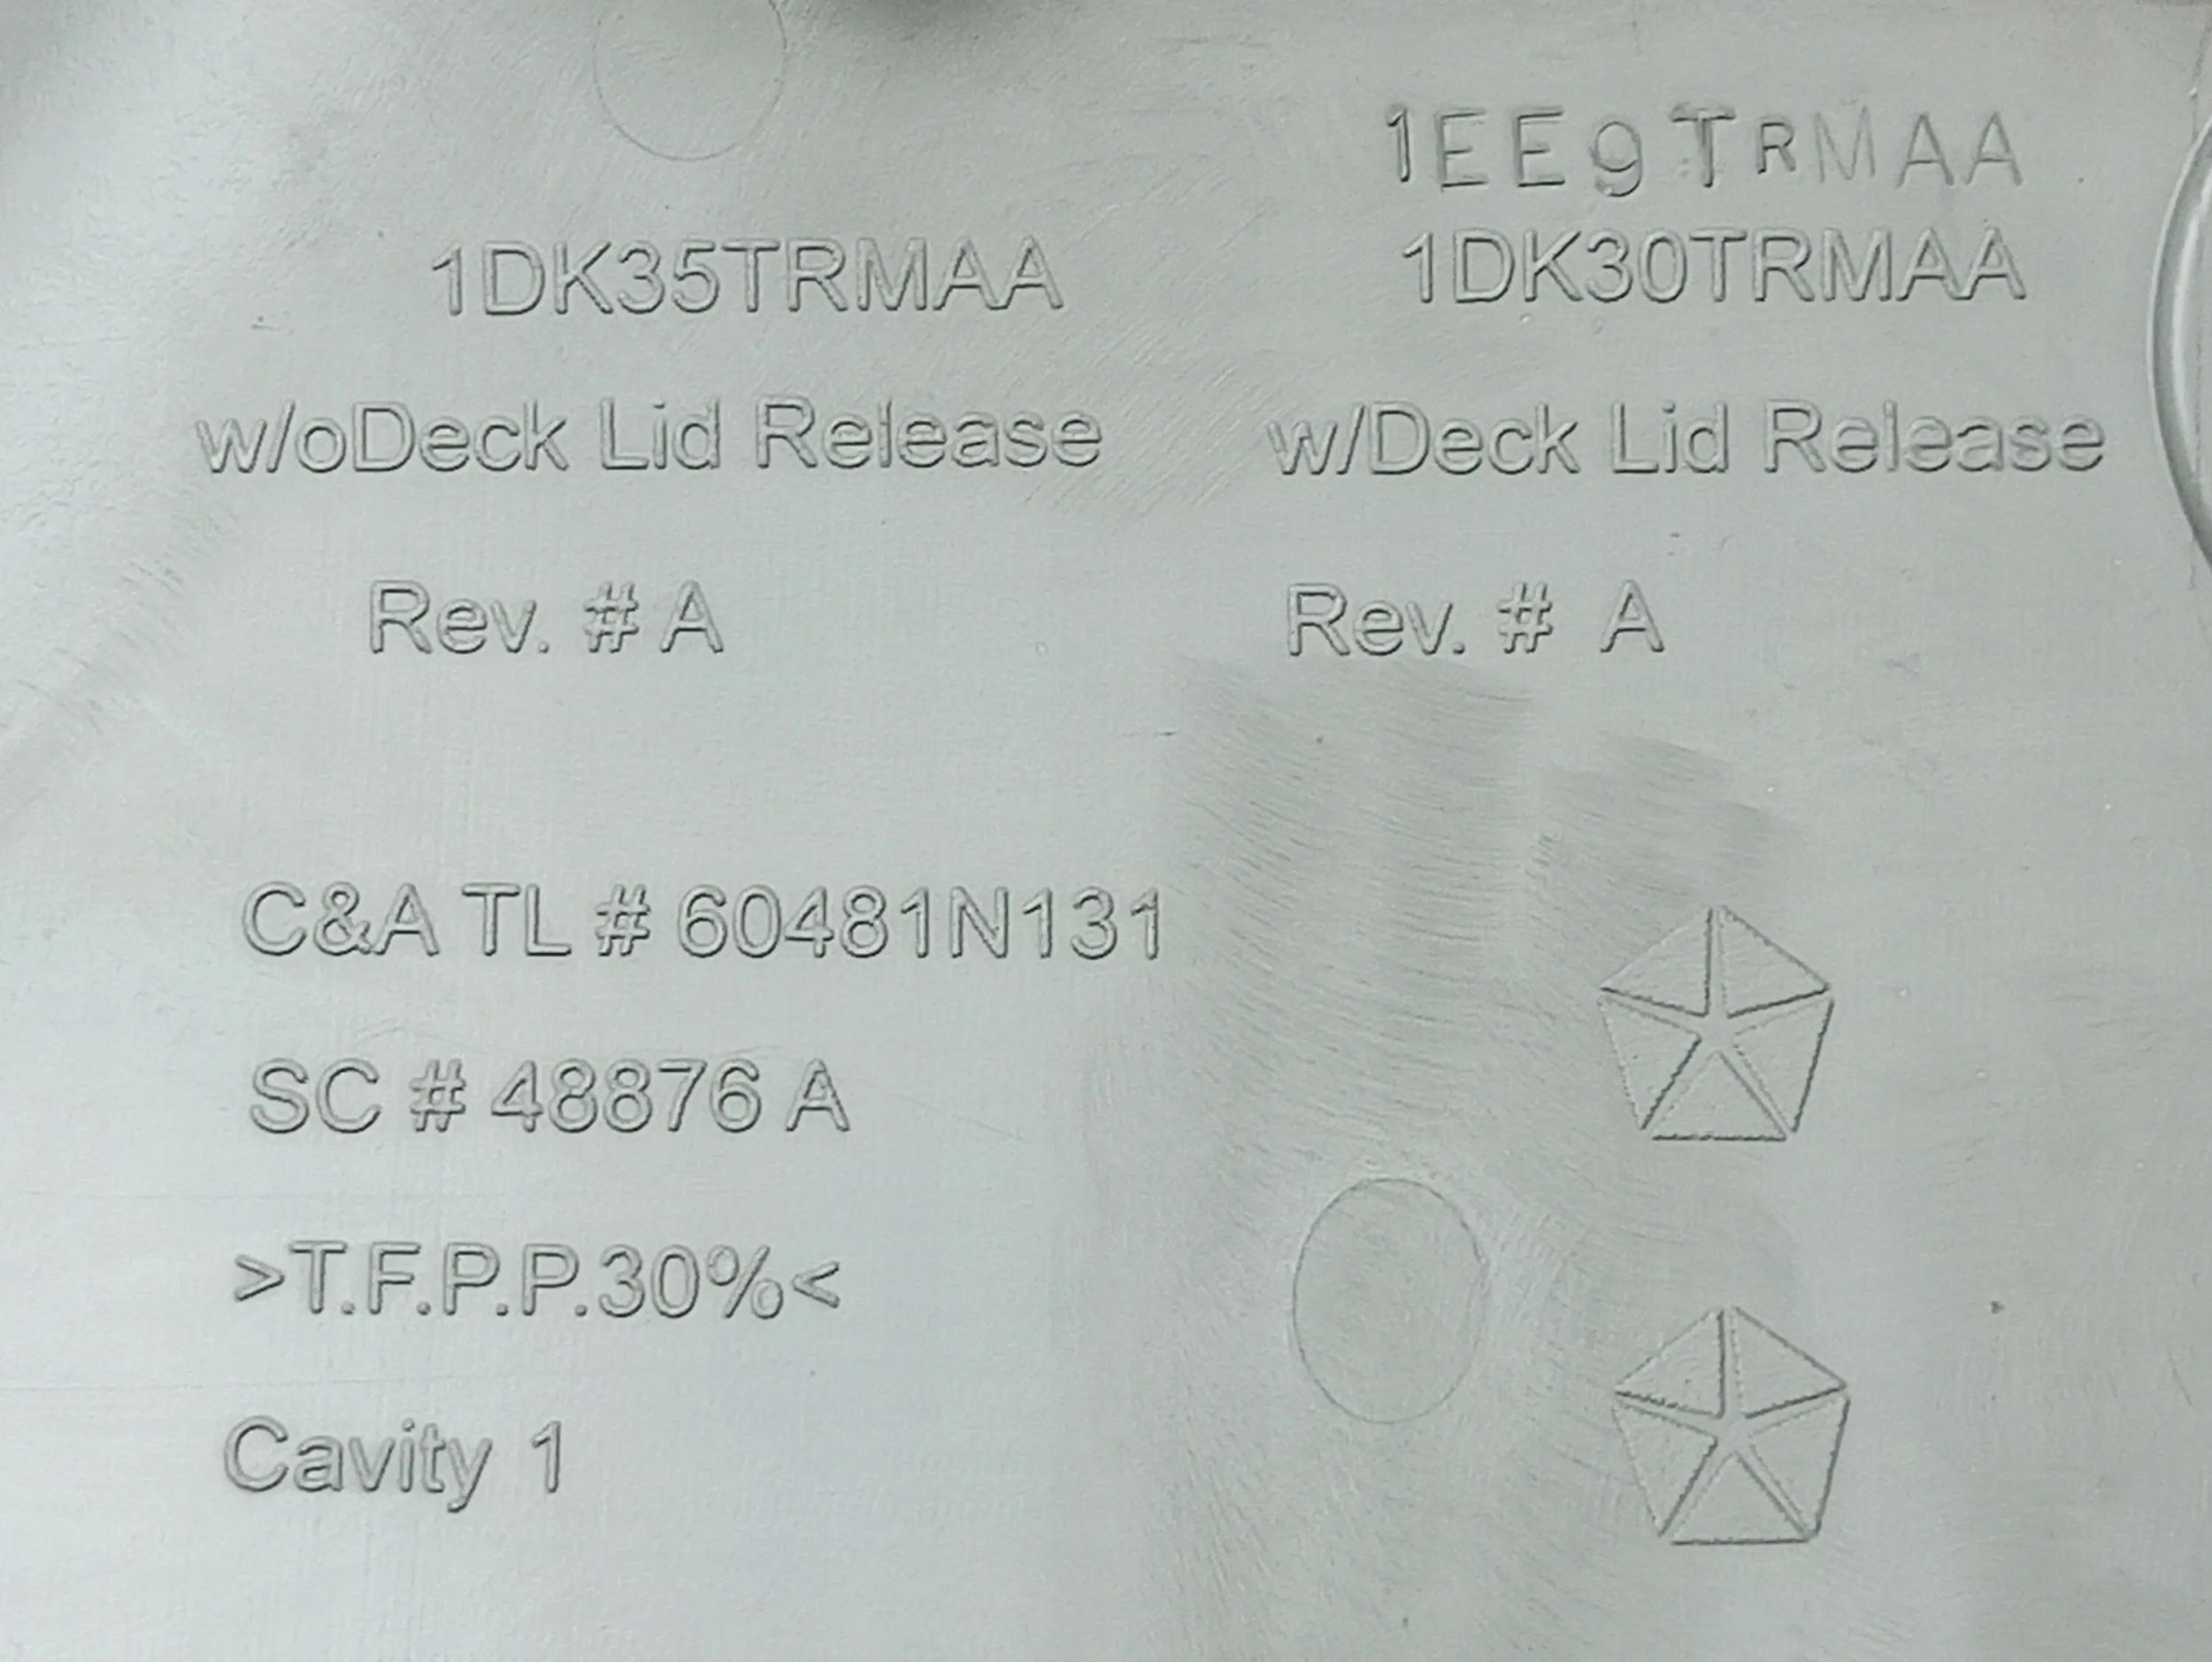 1EE9TRMAA
1DK35TRMAA 1DK30TRMAA
w/oDeck Lid Release w/Deck Lid Release
Rev. # A Rev. # A
C&A TL # 60481N131
SC # 48876 A
>T.F.P.P.30%<
Cavity 1